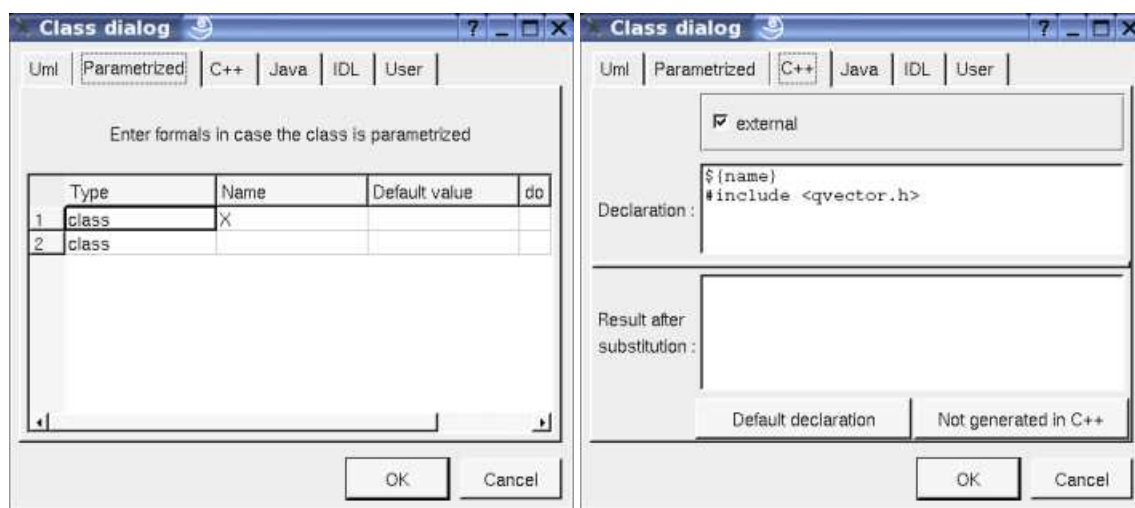 Class dialog ? _ X
Uml Parametrized C++ Java IDL User
Enter formals in case the class is parametrized
Type Name Default value do
1 class X
2 class
OK Cancel
Class dialog ? _ X
Uml Parametrized C++ Java IDL User
external
Declaration :
${name}
#include <qvector.h>
Result after
substitution :
Default declaration Not generated in C++
OK Cancel